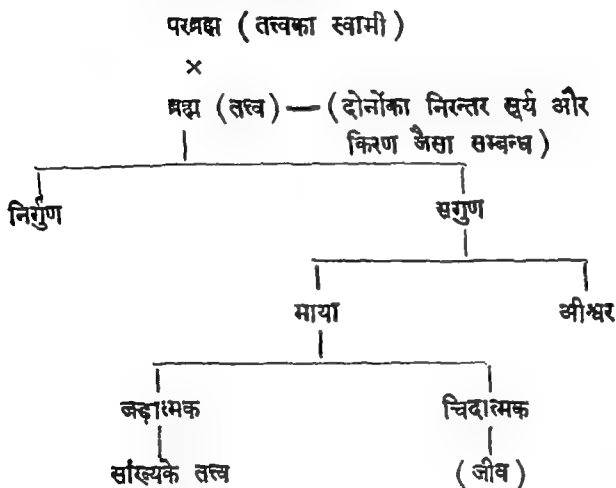 परब्रह्म ( तत्त्वका स्वामी )
×
ब्रह्म ( तत्त्व ) — ( दोनोंका निरन्तर सूर्य और
किरण जैसा सम्बन्ध )
निर्गुण सगुण
माया अीश्वर
जड़ात्मक चिदात्मक
सांख्यके तत्त्व ( जीव )